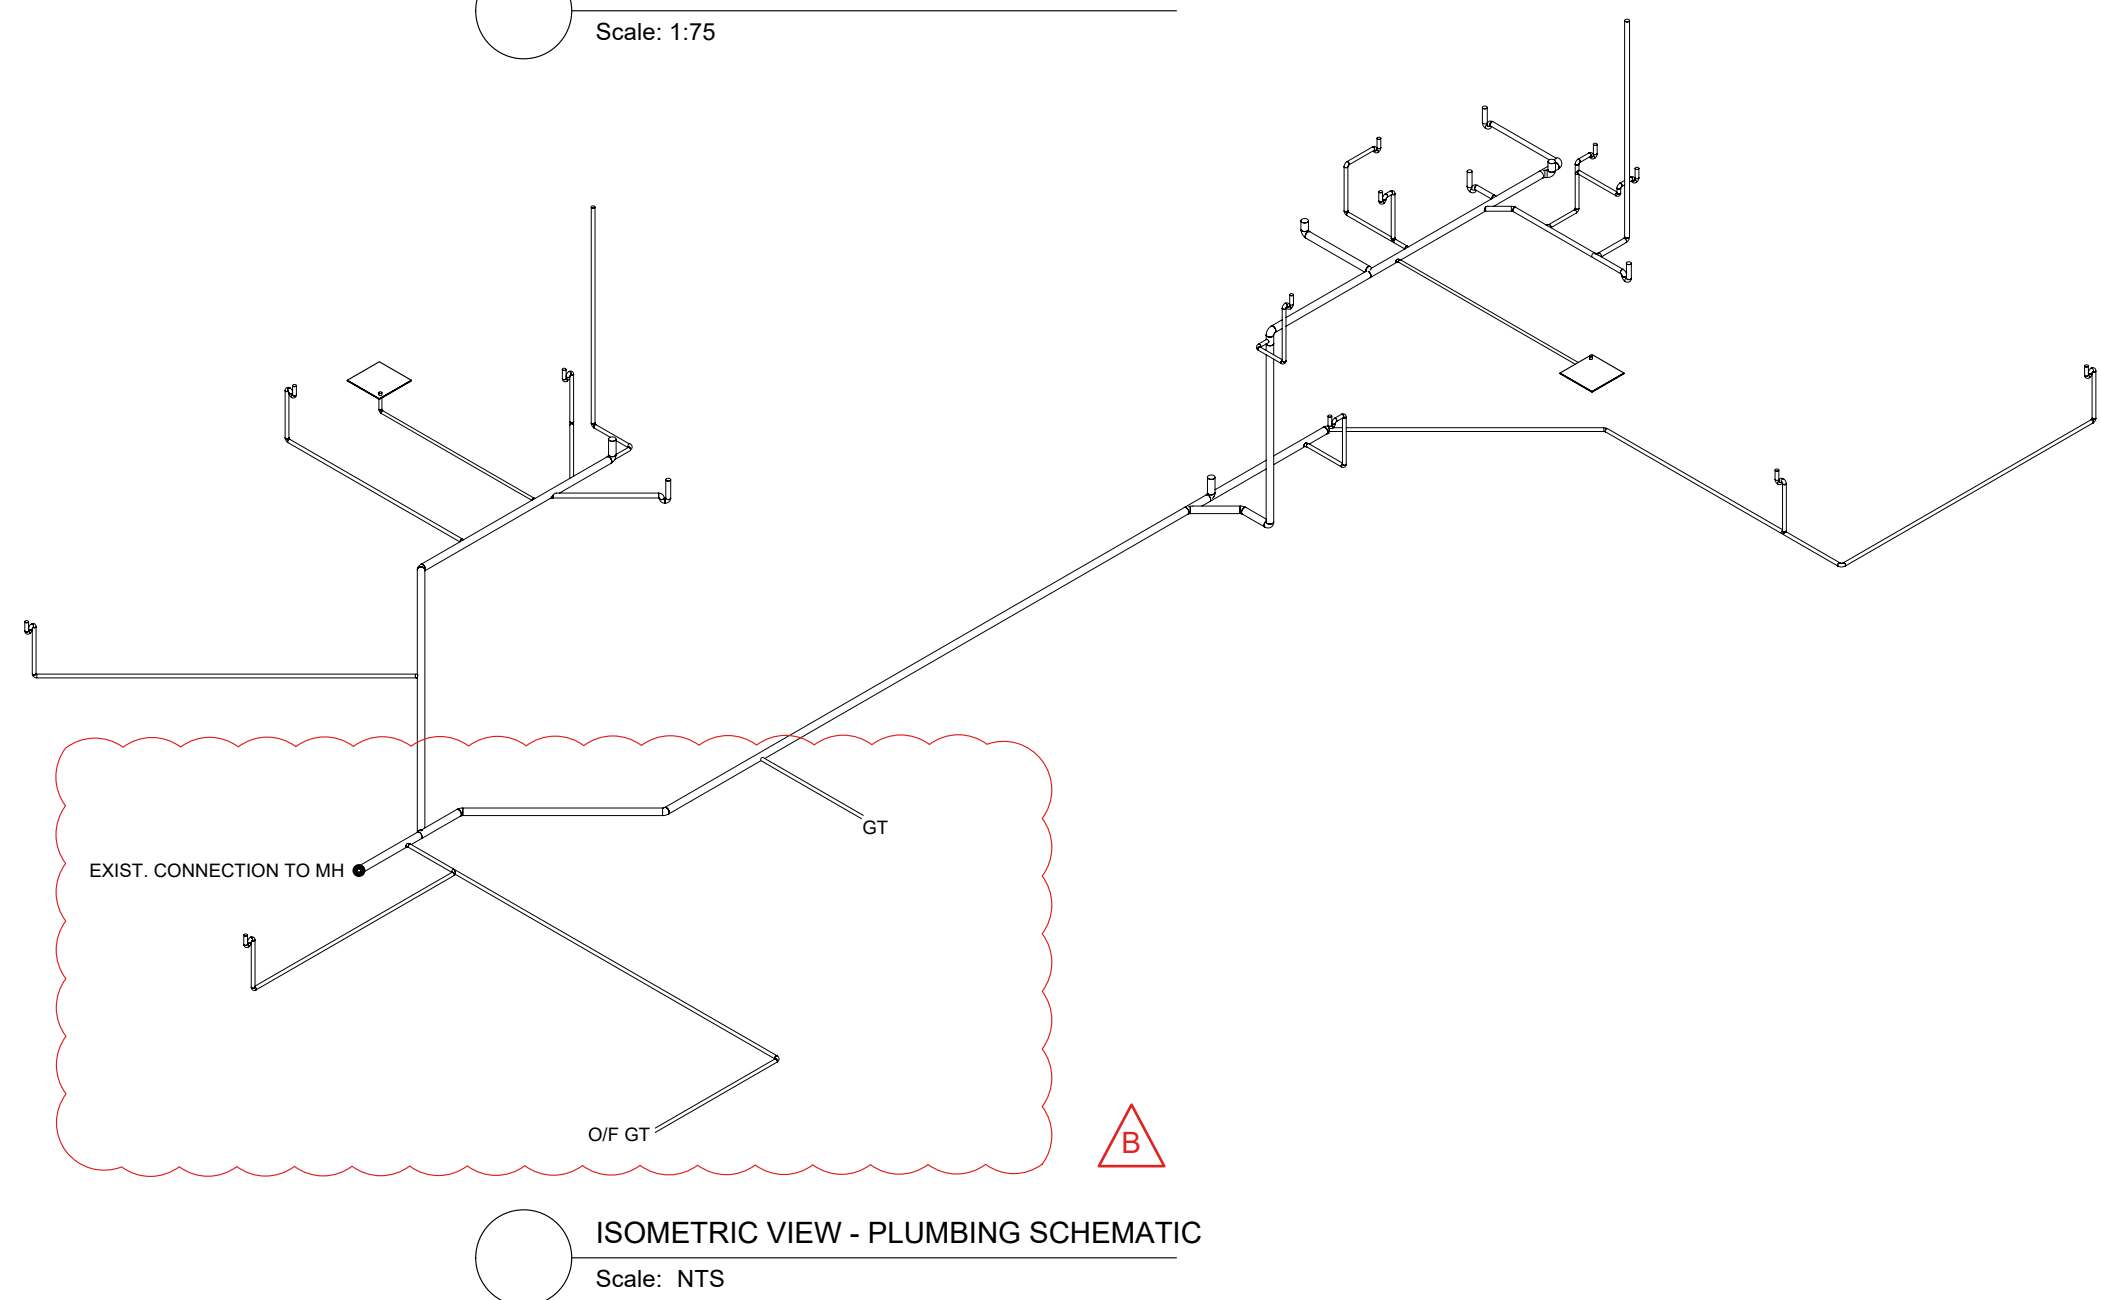 Scale: 1:75
GT
EXIST. CONNECTION TO MH
O/F GT
B
ISOMETRIC VIEW - PLUMBING SCHEMATIC
Scale: NTS